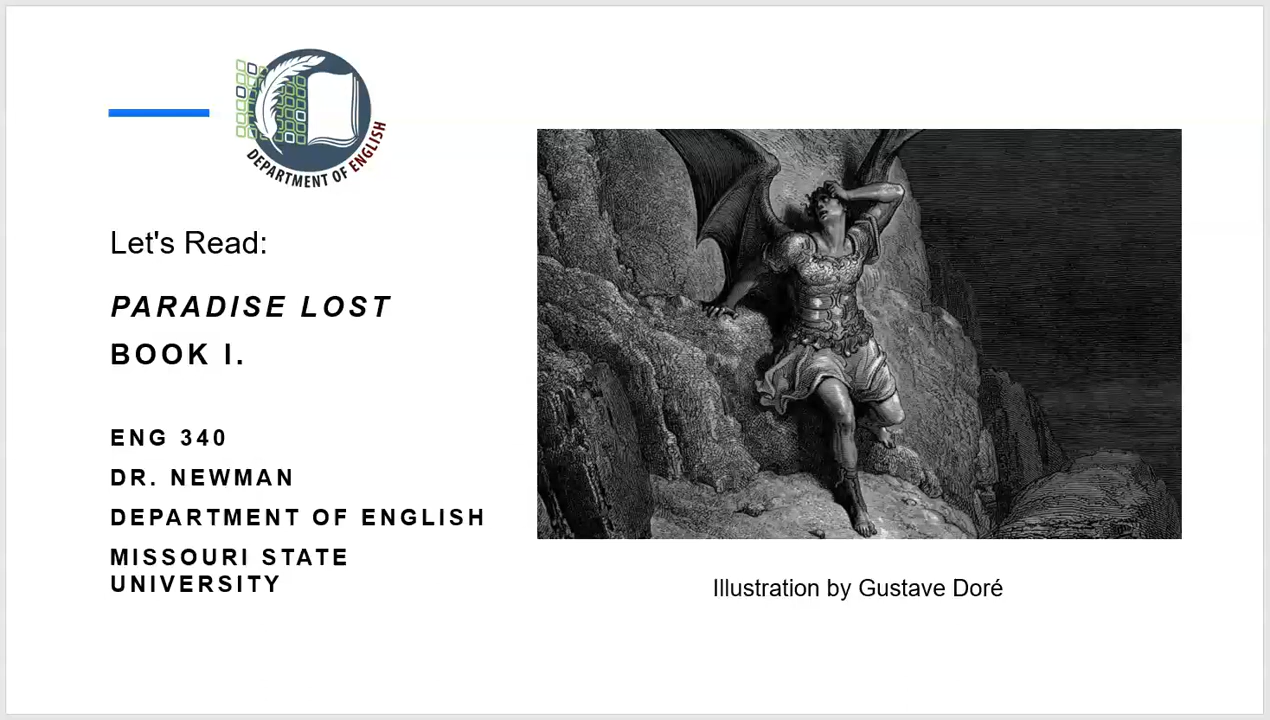 DEPARTMENT OF ENGLISH
Let's Read:
PARADISE LOST
BOOK I.
ENG 340
DR. NEWMAN
DEPARTMENT OF ENGLISH
MISSOURI STATE
UNIVERSITY
Illustration by Gustave Doré